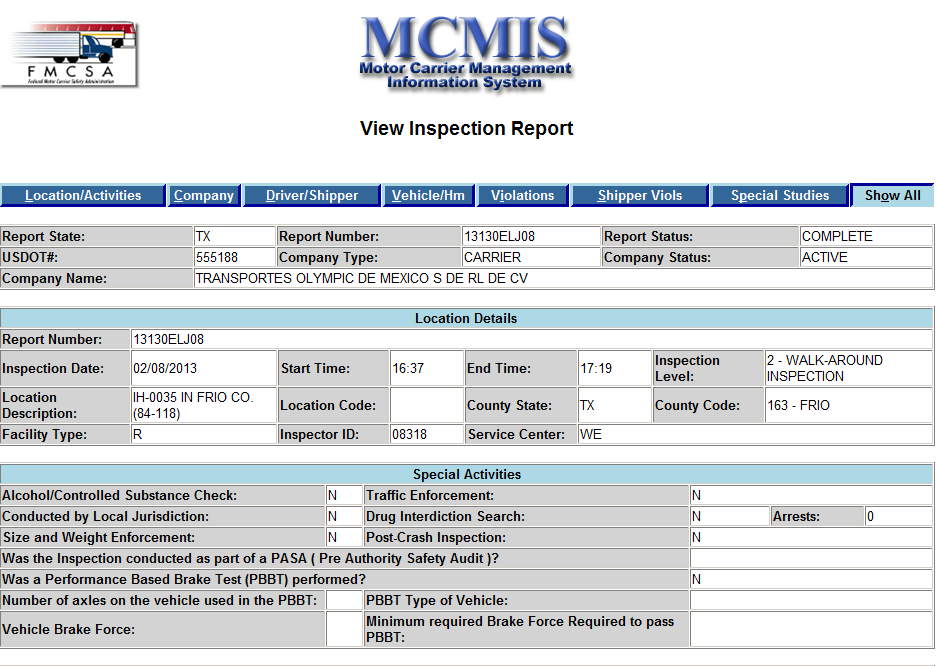 FMCSA
Federal Motor Carrier Safety Administration
MCMIS
Motor Carrier Management
Information System
View Inspection Report
Location/Activities Company Driver/Shipper Vehicle/Hm Violations Shipper Viols Special Studies Show All
Report State: TX Report Number: 13130ELJ08 Report Status: COMPLETE
USDOT#: 555188 Company Type: CARRIER Company Status: ACTIVE
Company Name: TRANSPORTES OLYMPIC DE MEXICO S DE RL DE CV
Location Details
Report Number: 13130ELJ08
Inspection Date: 02/08/2013 Start Time: 16:37 End Time: 17:19 Inspection Level: 2 - WALK-AROUND INSPECTION
Location Description: IH-0035 IN FRIO CO. (84-118) Location Code: County State: TX County Code: 163 - FRIO
Facility Type: R Inspector ID: 08318 Service Center: WE
Special Activities
Alcohol/Controlled Substance Check: N Traffic Enforcement: N
Conducted by Local Jurisdiction: N Drug Interdiction Search: N Arrests: 0
Size and Weight Enforcement: N Post-Crash Inspection: N
Was the Inspection conducted as part of a PASA ( Pre Authority Safety Audit )?
Was a Performance Based Brake Test (PBBT) performed? N
Number of axles on the vehicle used in the PBBT: PBBT Type of Vehicle:
Vehicle Brake Force: Minimum required Brake Force Required to pass PBBT: